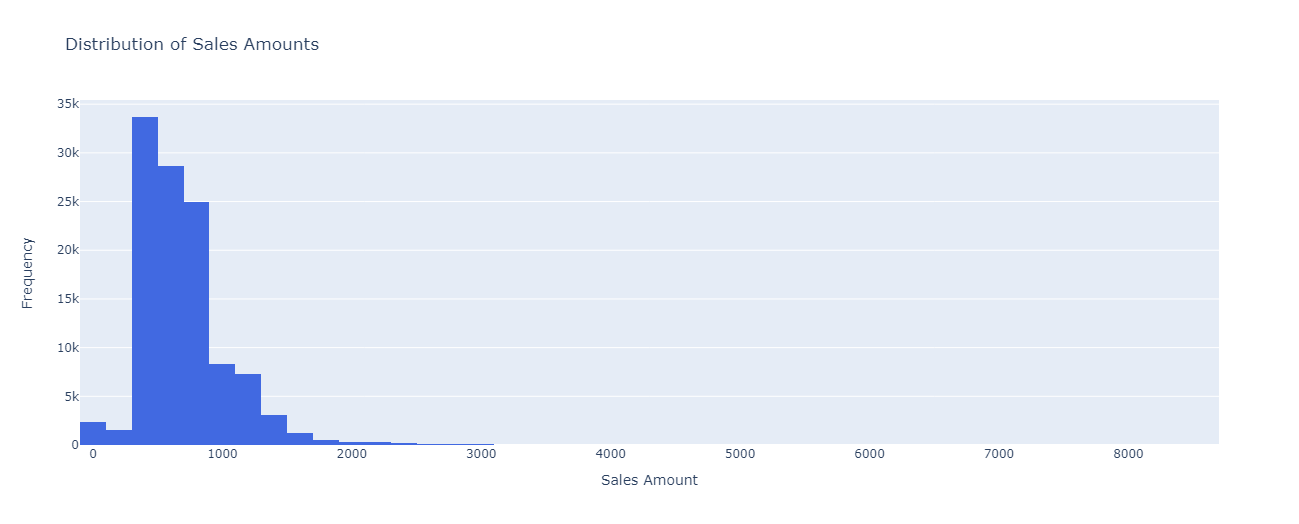 Distribution of Sales Amounts
35k
30k
25k
20k
15k
10k
5k
0
Frequency
0 1000 2000 3000 4000 5000 6000 7000 8000
Sales Amount